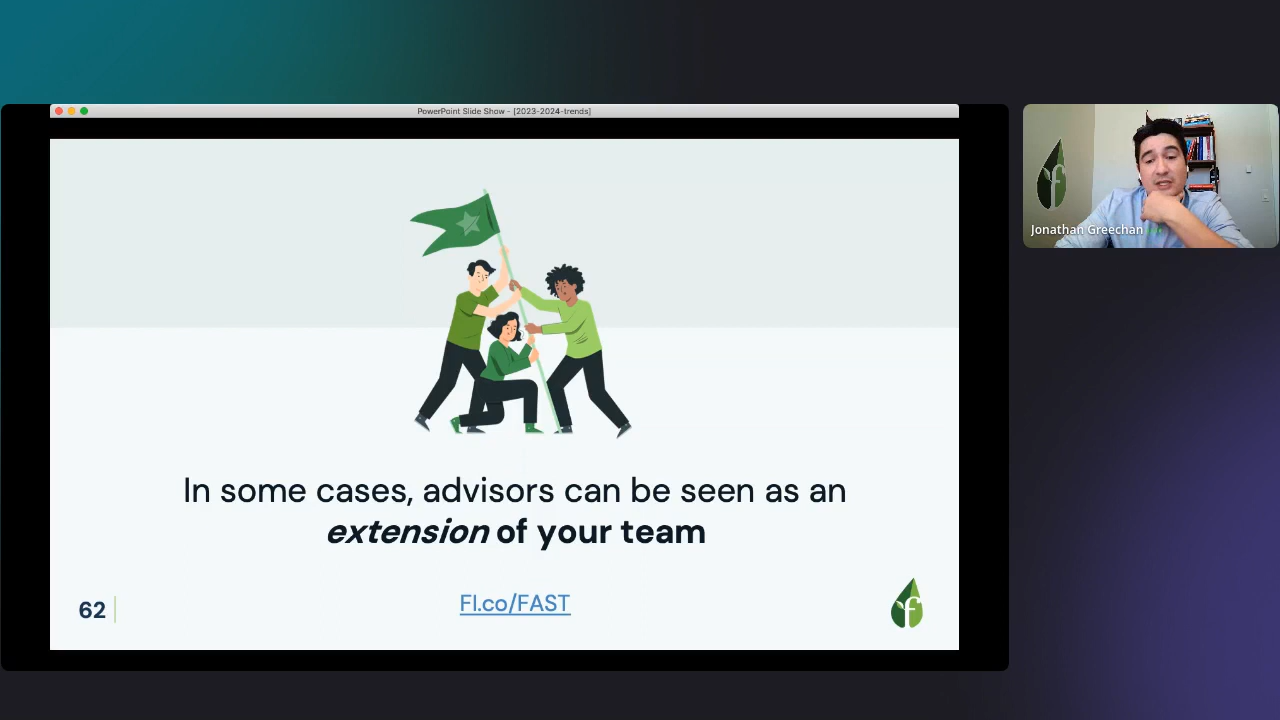 PowerPoint Slide Show - [2023-2024-trends]
In some cases, advisors can be seen as an
extension of your team
62
FI.co/FAST
f
Jonathan Greechan
f